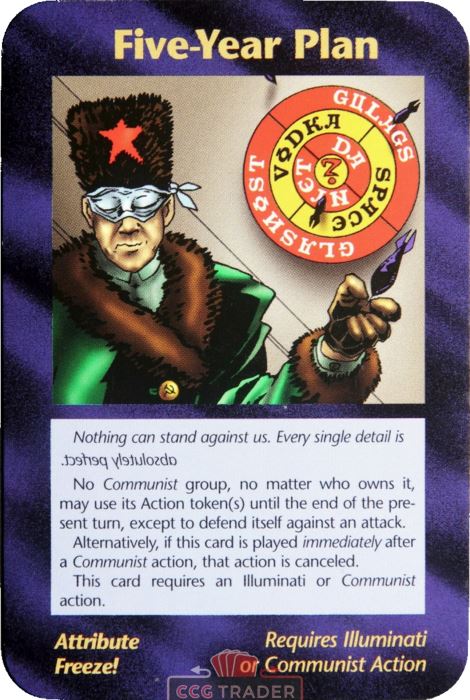 Five-Year Plan
GULAGS
VODKA
DA
?
NIET
SPACE
GLASNOST
Nothing can stand against us. Every single detail is
absolutely perfect.
No Communist group, no matter who owns it,
may use its Action token(s) until the end of the pre-
sent turn, except to defend itself against an attack.
Alternatively, if this card is played immediately after
a Communist action, that action is canceled.
This card requires an Illuminati or Communist
action.
Attribute
Freeze!
Requires Illuminati
or Communist Action
CCG TRADER